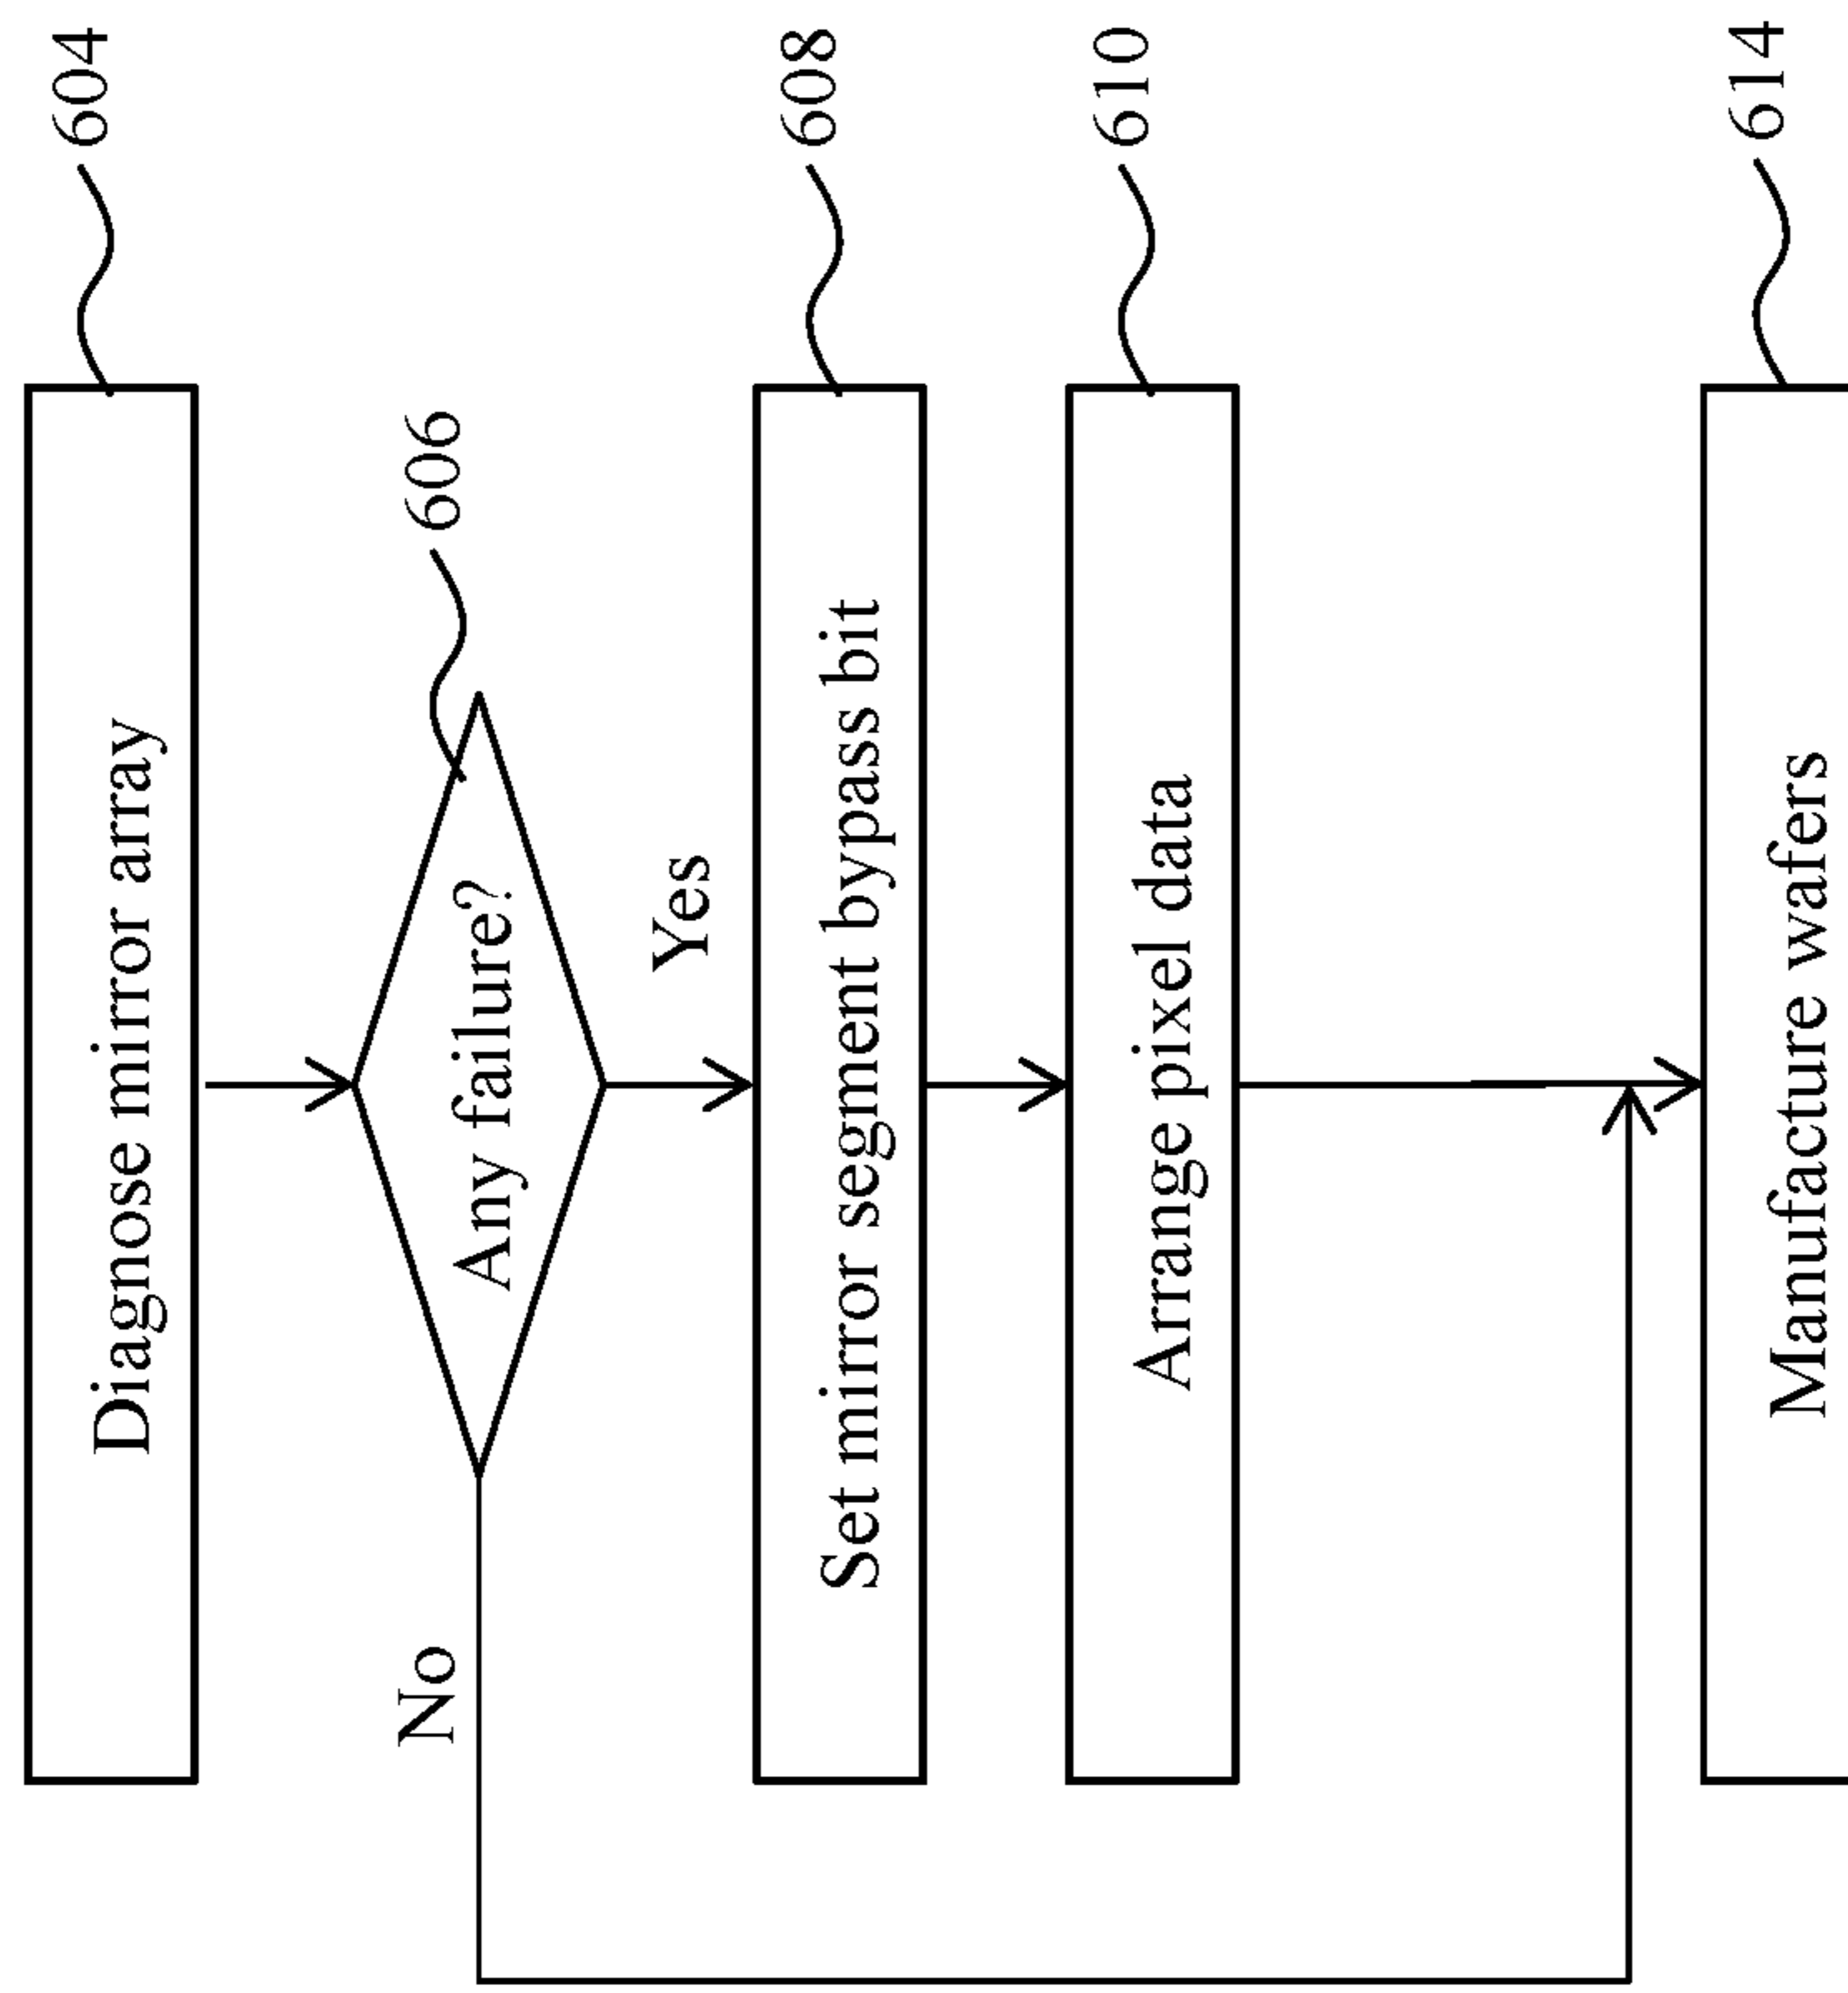 Diagnose mirror array
604
Any failure?
606
No
Yes
Set mirror segment bypass bit
608
Arrange pixel data
610
Manufacture wafers
614